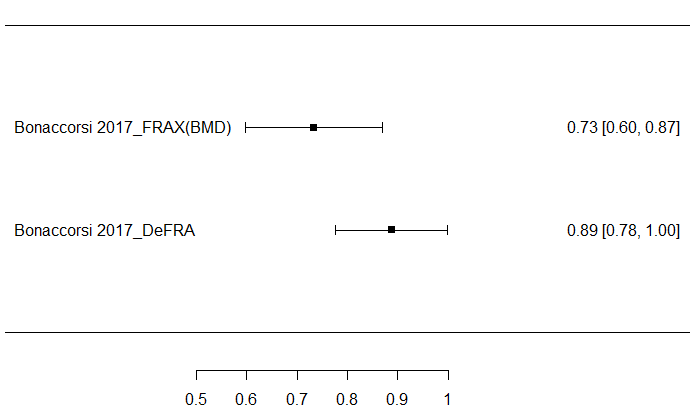 Bonaccorsi 2017_FRAX(BMD) 0.73 [0.60, 0.87]
Bonaccorsi 2017_DeFRA 0.89 [0.78, 1.00]
0.5 0.6 0.7 0.8 0.9 1